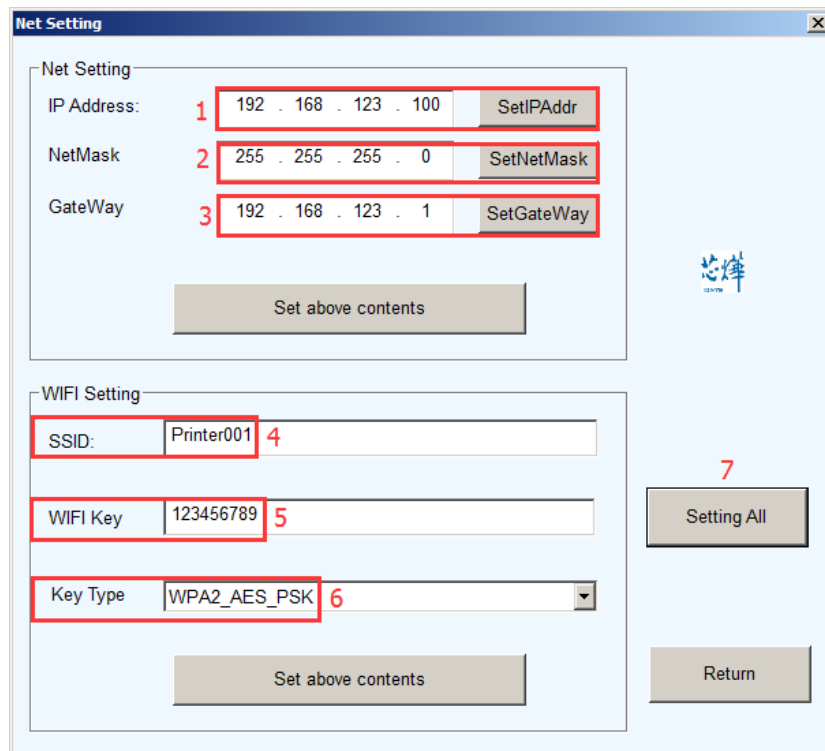 Net Setting
Net Setting
IP Address: 1 192 . 168 . 123 . 100 SetIPAddr
NetMask 2 255 . 255 . 255 . 0 SetNetMask
GateWay 3 192 . 168 . 123 . 1 SetGateWay
Set above contents
芯烨
WIFI Setting
SSID: Printer001 4
WIFI Key 123456789 5
Key Type WPA2_AES_PSK 6
Set above contents
7
Setting All
Return